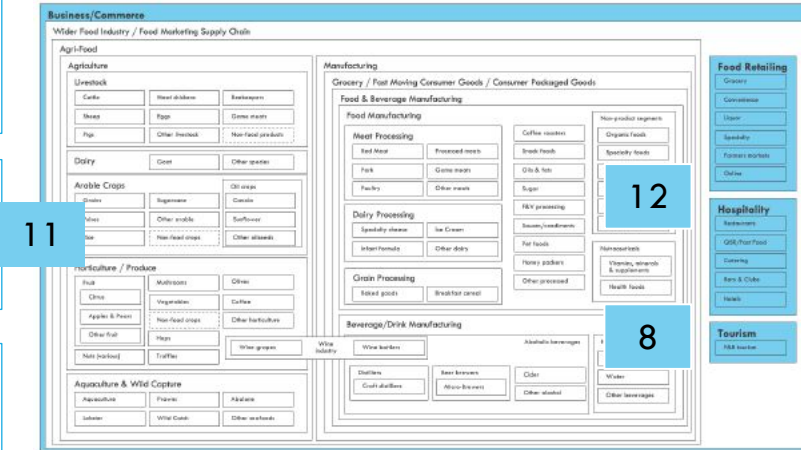 Business/Commerce
Wider Food Industry / Food Marketing Supply Chain
Agri-Food
Agriculture
Livestock
Cattle
Meat chickens
Beekeepers
Sheep
Eggs
Game meats
Pigs
Other livestock
Non-food products
Dairy
Goat
Other species
Arable Crops
Grains
Sugarcane
Oil crops
Canola
Pulses
Other arable
Sunflower
Non-food crops
Other oilseeds
11
Horticulture / Produce
Fruit
Citrus
Apples & Pears
Other fruit
Nuts (various)
Mushrooms
Vegetables
Non-food crops
Hops
Truffles
Olives
Coffee
Other horticulture
Wine grapes
Wine
Industry
Wine bottlers
Aquaculture & Wild Capture
Aquaculture
Prawns
Abalone
Lobster
Wild Catch
Other seafoods
Manufacturing
Grocery / Fast Moving Consumer Goods / Consumer Packaged Goods
Food & Beverage Manufacturing
Food Manufacturing
Meat Processing
Red Meat
Processed meats
Pork
Game meats
Poultry
Other meats
Dairy Processing
Specialty cheese
Ice Cream
Infant Formula
Other dairy
Grain Processing
Baked goods
Breakfast cereal
Coffee roasters
Snack foods
Oils & fats
Sugar
F&V processing
Sauces/condiments
Pet foods
Honey packers
Other processed
Non-product segments
Organic foods
Specialty foods
12
Nutraceuticals
Vitamins, minerals
& supplements
Health foods
Beverage/Drink Manufacturing
Alcoholic beverages
Distillers
Craft distillers
Beer brewers
Micro-Brewers
Cider
Other alcohol
8
Water
Other beverages
Food Retailing
Grocery
Convenience
Liquor
Specialty
Farmers markets
Online
Hospitality
Restaurants
QSR/Fast Food
Catering
Bars & Clubs
Hotels
Tourism
F&B tourism